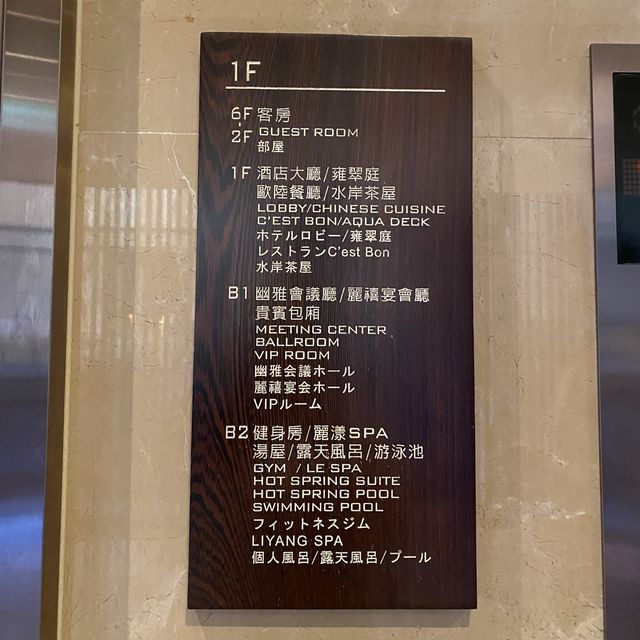 1F
6F 客房
-
2F GUEST ROOM
部屋
1F 酒店大廳/雍翠庭
歐陸餐廳/水岸茶屋
LOBBY/CHINESE CUISINE
C'EST BON/AQUA DECK
ホテルロビー/雍翠庭
レストランC'est Bon
水岸茶屋
B1 幽雅會議廳/麗禧宴會廳
貴賓包廂
MEETING CENTER
BALLROOM
VIP ROOM
幽雅会議ホール
麗禧宴会ホール
VIPルーム
B2 健身房/麗漾SPA
湯屋/露天風呂/游泳池
GYM / LE SPA
HOT SPRING SUITE
HOT SPRING POOL
SWIMMING POOL
フィットネスジム
LIYANG SPA
個人風呂/露天風呂/プール